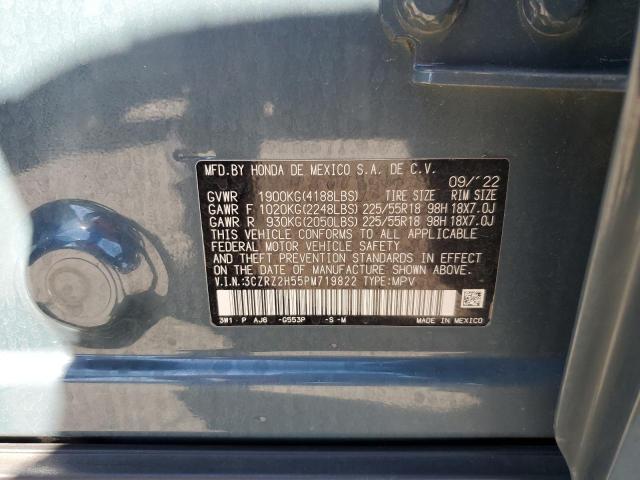 MFD.BY HONDA DE MEXICO S.A. DE C.V.
09/'22
GVWR 1900KG(4188LBS) TIRE SIZE RIM SIZE
GAWR F 1020KG(2248LBS) 225/55R18 98H 18X7.0J
GAWR R 930KG(2050LBS) 225/55R18 98H 18X7.0J
THIS VEHICLE CONFORMS TO ALL APPLICABLE
FEDERAL MOTOR VEHICLE SAFETY
AND THEFT PREVENTION STANDARDS IN EFFECT
ON THE DATE OF MANUFACTURE SHOWN ABOVE.
V.I.N:3CZRZ2H55PM719822 TYPE:MPV
3W1-P AJ6 -G553P -S-M MADE IN MEXICO